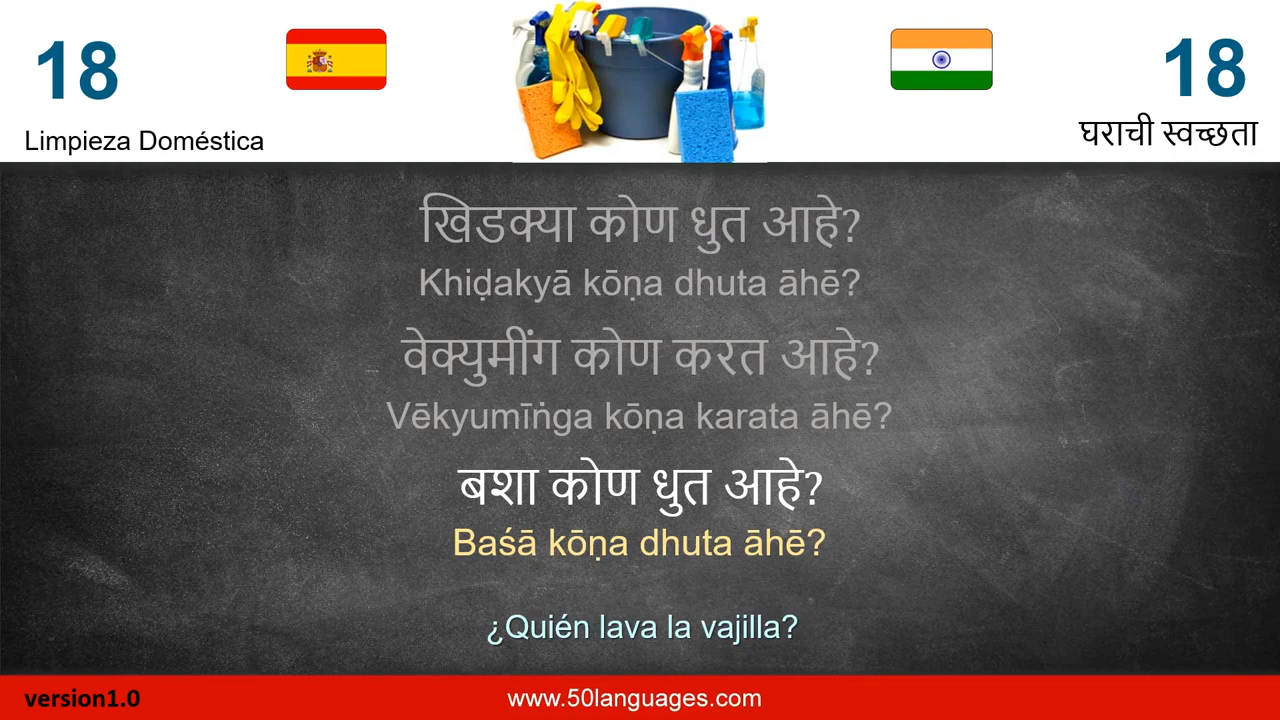 18
18
Limpieza Doméstica
घराची स्वच्छता
खिडक्या कोण धुत आहे?
Khiḍakyā kōṇa dhuta āhē?
वेक्युमींग कोण करत आहे?
Vēkyumīṅga kōṇa karata āhē?
बशा कोण धुत आहे?
Baśā kōṇa dhuta āhē?
¿Quién lava la vajilla?
version1.0
www.50languages.com